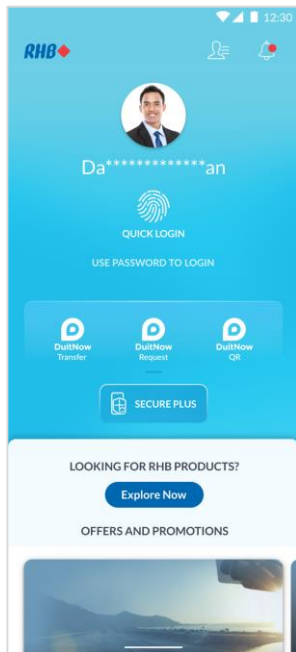 12:30
RHB
Da*************an
QUICK LOGIN
USE PASSWORD TO LOGIN
DuitNow
Transfer
DuitNow
Request
DuitNow
QR
SECURE PLUS
LOOKING FOR RHB PRODUCTS?
Explore Now
OFFERS AND PROMOTIONS